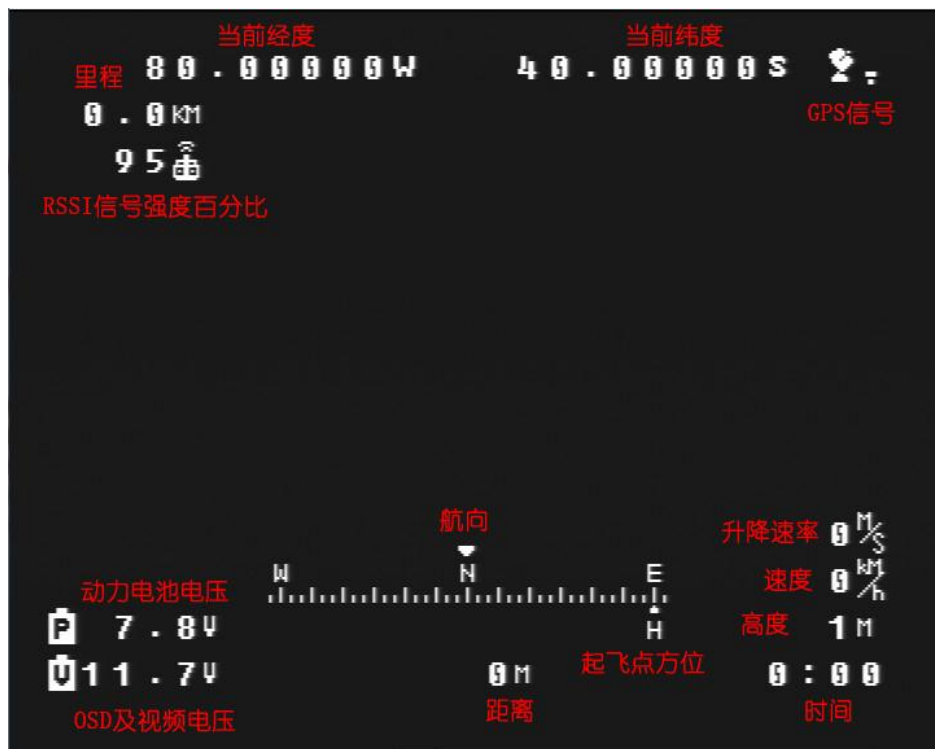 当前经度 当前纬度
里程 80.00000W 40.00000S
0.0KM GPS信号
95
RSSI信号强度百分比
航向 升降速率 0M/S
W N E 速度 0kM/h
动力电池电压
P 7.8V H 高度 1M
V11.7V 0M 起飞点方位 0:00
OSD及视频电压 距离 时间